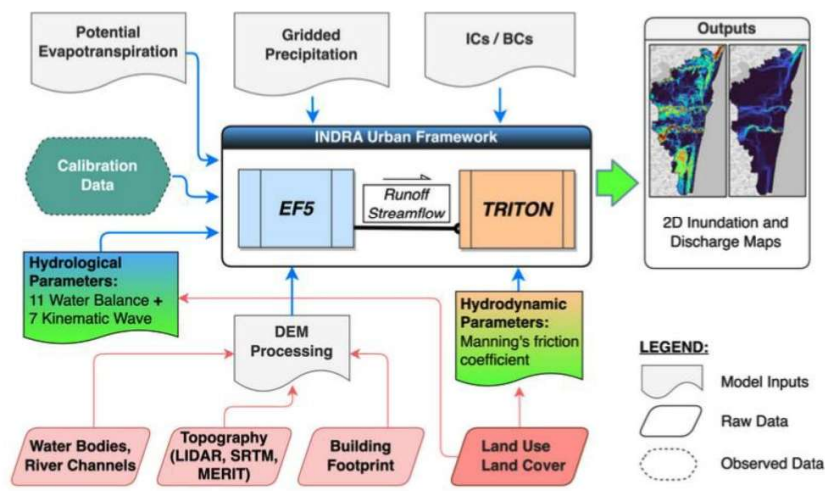 Potential
Evapotranspiration
Gridded
Precipitation
ICs / BCs
Outputs
Calibration
Data
INDRA Urban Framework
EF5
Runoff
Streamflow
TRITON
2D Inundation and
Discharge Maps
Hydrological
Parameters:
11 Water Balance +
7 Kinematic Wave
DEM
Processing
Hydrodynamic
Parameters:
Manning's friction
coefficient
LEGEND:
Model Inputs
Raw Data
Observed Data
Water Bodies,
River Channels
Topography
(LIDAR, SRTM,
MERIT)
Building
Footprint
Land Use
Land Cover